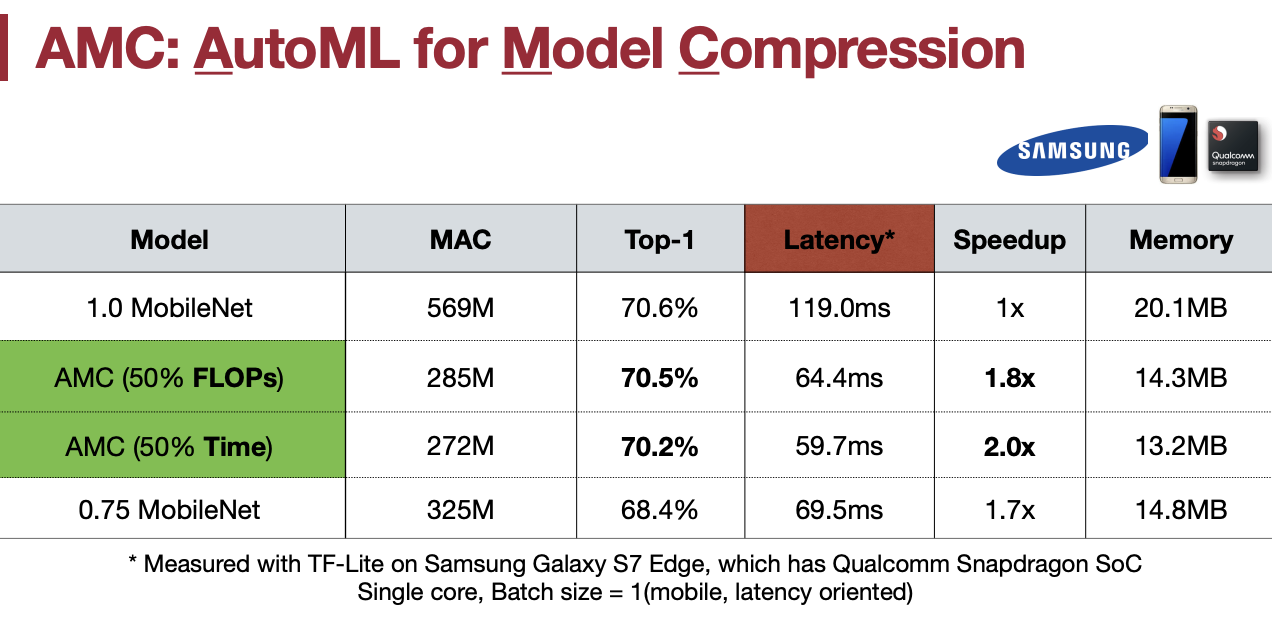 AMC: AutoML for Model Compression
SAMSUNG
Qualcomm
snapdragon
Model MAC Top-1 Latency* Speedup Memory
1.0 MobileNet 569M 70.6% 119.0ms 1x 20.1MB
AMC (50% FLOPs) 285M 70.5% 64.4ms 1.8x 14.3MB
AMC (50% Time) 272M 70.2% 59.7ms 2.0x 13.2MB
0.75 MobileNet 325M 68.4% 69.5ms 1.7x 14.8MB
* Measured with TF-Lite on Samsung Galaxy S7 Edge, which has Qualcomm Snapdragon SoC
Single core, Batch size = 1(mobile, latency oriented)